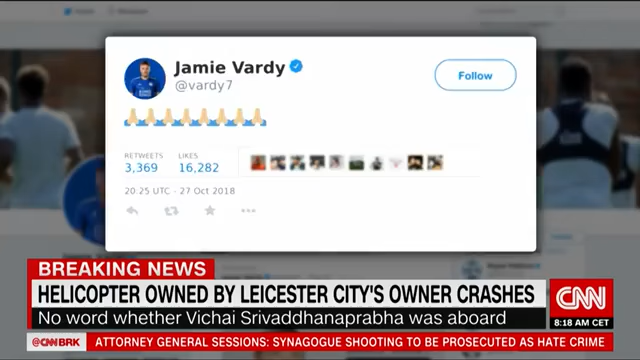 Jamie Vardy
@vardy7
Follow
🙏🏼🙏🏼🙏🏼🙏🏼🙏🏼🙏🏼🙏🏼🙏🏼
RETWEETS LIKES
3,369 16,282
20:25 UTC - 27 Oct 2018
BREAKING NEWS
HELICOPTER OWNED BY LEICESTER CITY'S OWNER CRASHES
No word whether Vichai Srivaddhanaprabha was aboard
CNN
8:18 AM CET
@CNNBRK ATTORNEY GENERAL SESSIONS: SYNAGOGUE SHOOTING TO BE PROSECUTED AS HATE CRIME